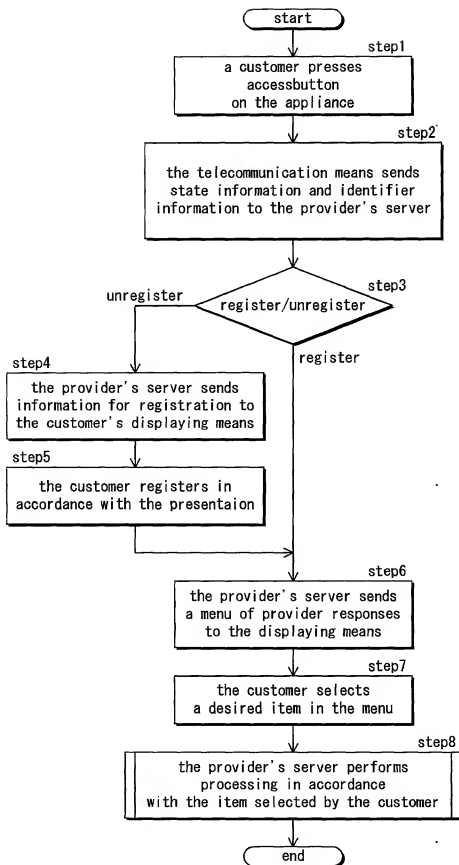 start
step1
a customer presses
accessbutton
on the appliance
step2
the telecommunication means sends
state information and identifier
information to the provider's server
step3
unregister
register/unregister
register
step4
the provider's server sends
information for registration to
the customer's displaying means
step5
the customer registers in
accordance with the presentaion
step6
the provider's server sends
a menu of provider responses
to the displaying means
step7
the customer selects
a desired item in the menu
step8
the provider's server performs
processing in accordance
with the item selected by the customer
end